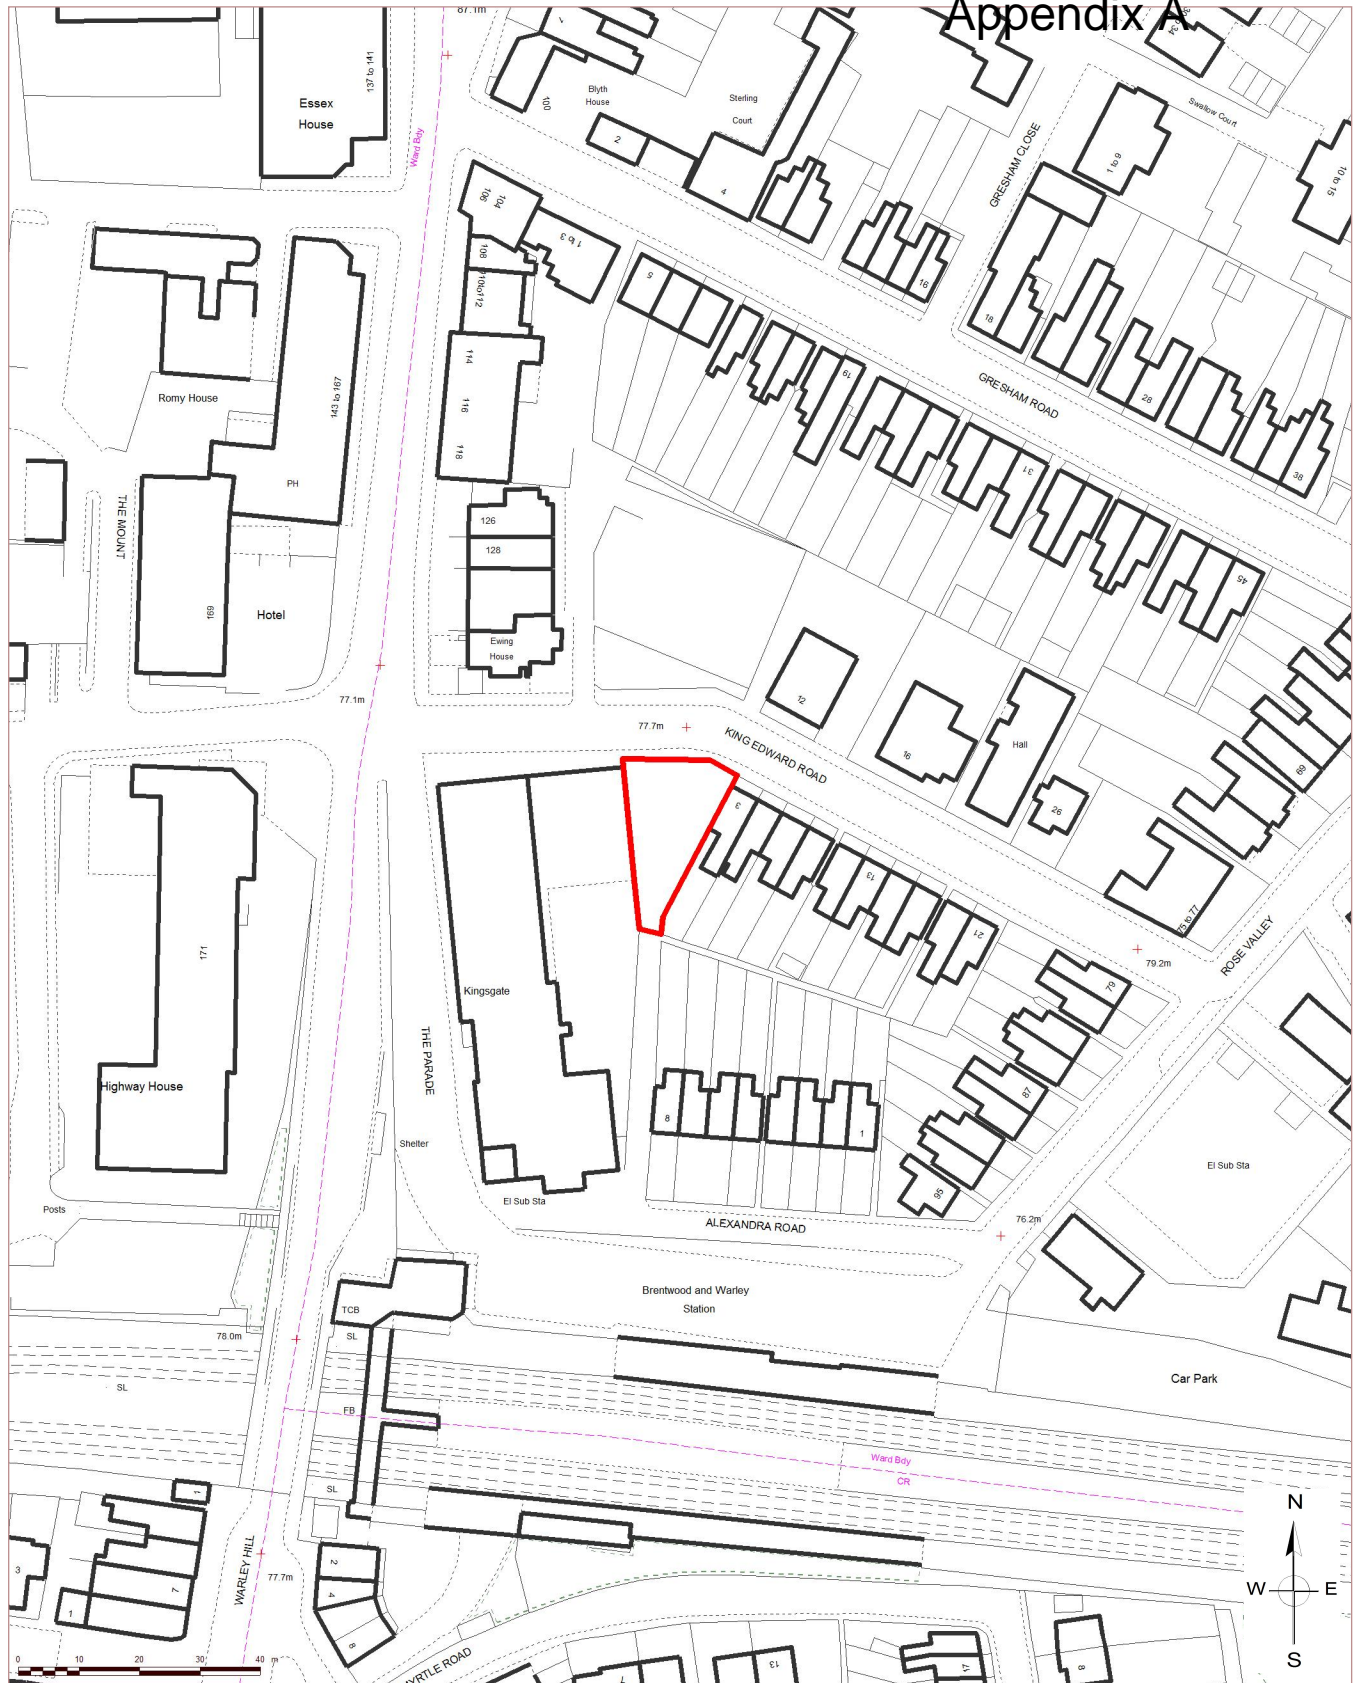 Appendix A
87.1m
137 to 141
Essex
House
Ward Bdy
1
100
Blyth
House
2
Sterling
Court
4
Swallow Court
1 to 9
10 to 15
GRESHAM CLOSE
106
104
1 to 3
108
110to112
5
16
18
114
116
118
19
28
38
GRESHAM ROAD
31
45
143 to 167
Romy House
PH
THE MOUNT
126
128
Ewing
House
169
Hotel
77.1m
77.7m
12
16
Hall
26
69
KING EDWARD ROAD
3
13
21
75 to 77
79.2m
ROSE VALLEY
79
87
95
171
Kingsgate
THE PARADE
Highway House
Shelter
8
1
El Sub Sta
El Sub Sta
Posts
ALEXANDRA ROAD
76.2m
Brentwood and Warley
Station
TCB
SL
78.0m
SL
FB
Car Park
Ward Bdy
CR
SL
1
3
7
1
WARLEY HILL
77.7m
2
4
8
MYRTLE ROAD
13
17
8
N
W
E
S
0
10
20
30
40
m